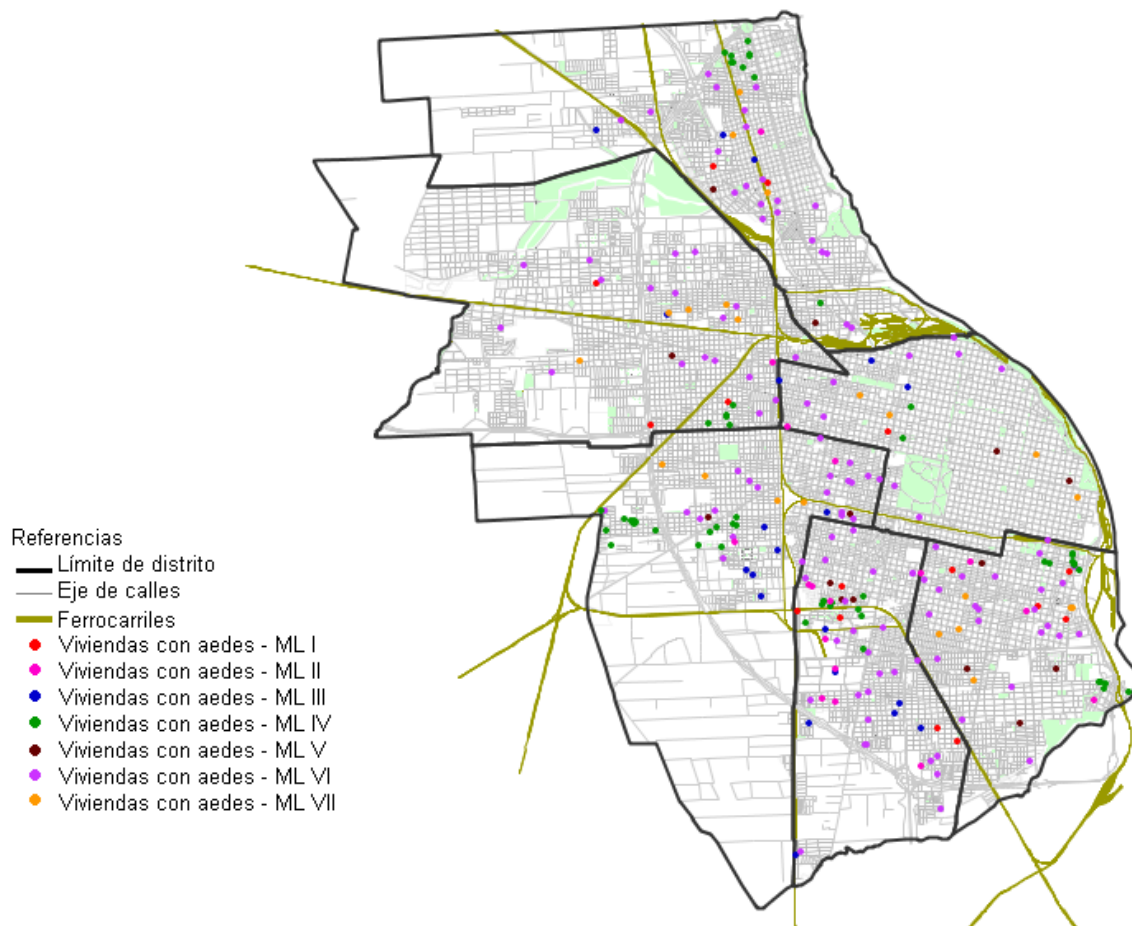 Referencias
Límite de distrito
Eje de calles
Ferrocarriles
Viviendas con aedes - ML I
Viviendas con aedes - ML II
Viviendas con aedes - ML III
Viviendas con aedes - ML IV
Viviendas con aedes - ML V
Viviendas con aedes - ML VI
Viviendas con aedes - ML VII